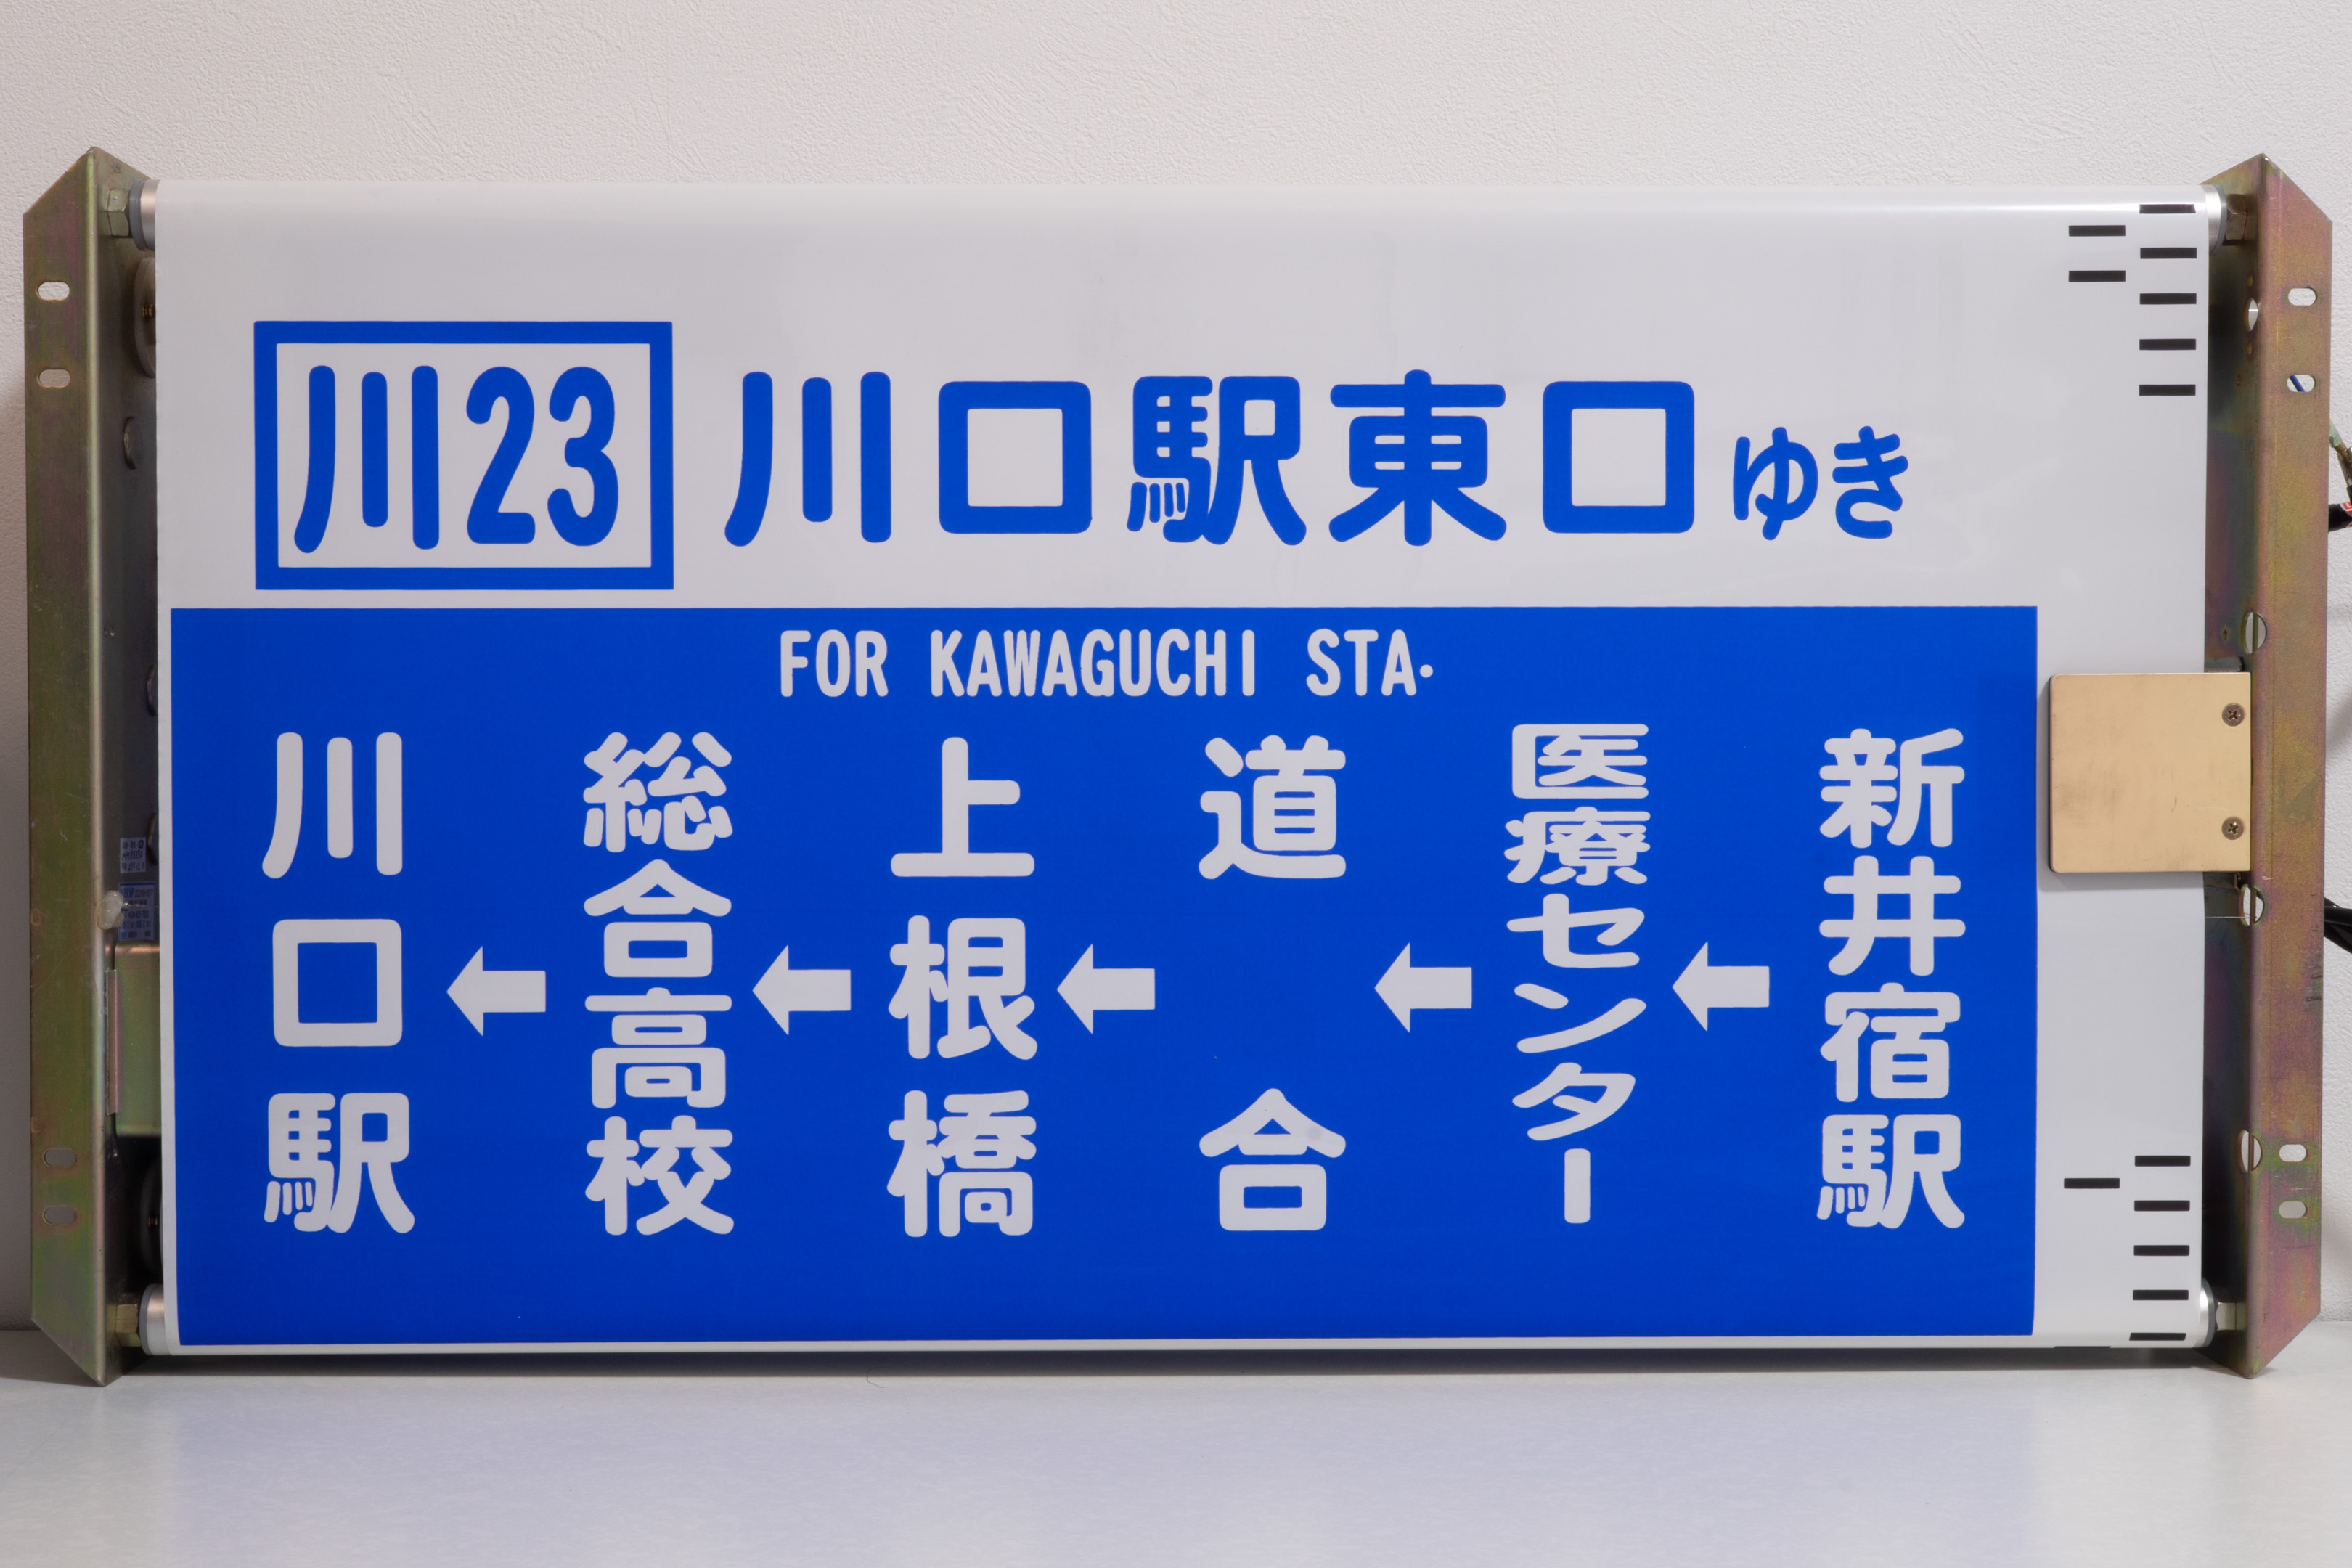 川23 川口駅東口ゆき
FOR KAWAGUCHI STA.
新井宿駅
←
医療センター
←
道合
←
上根橋
←
総合高校
←
川口駅